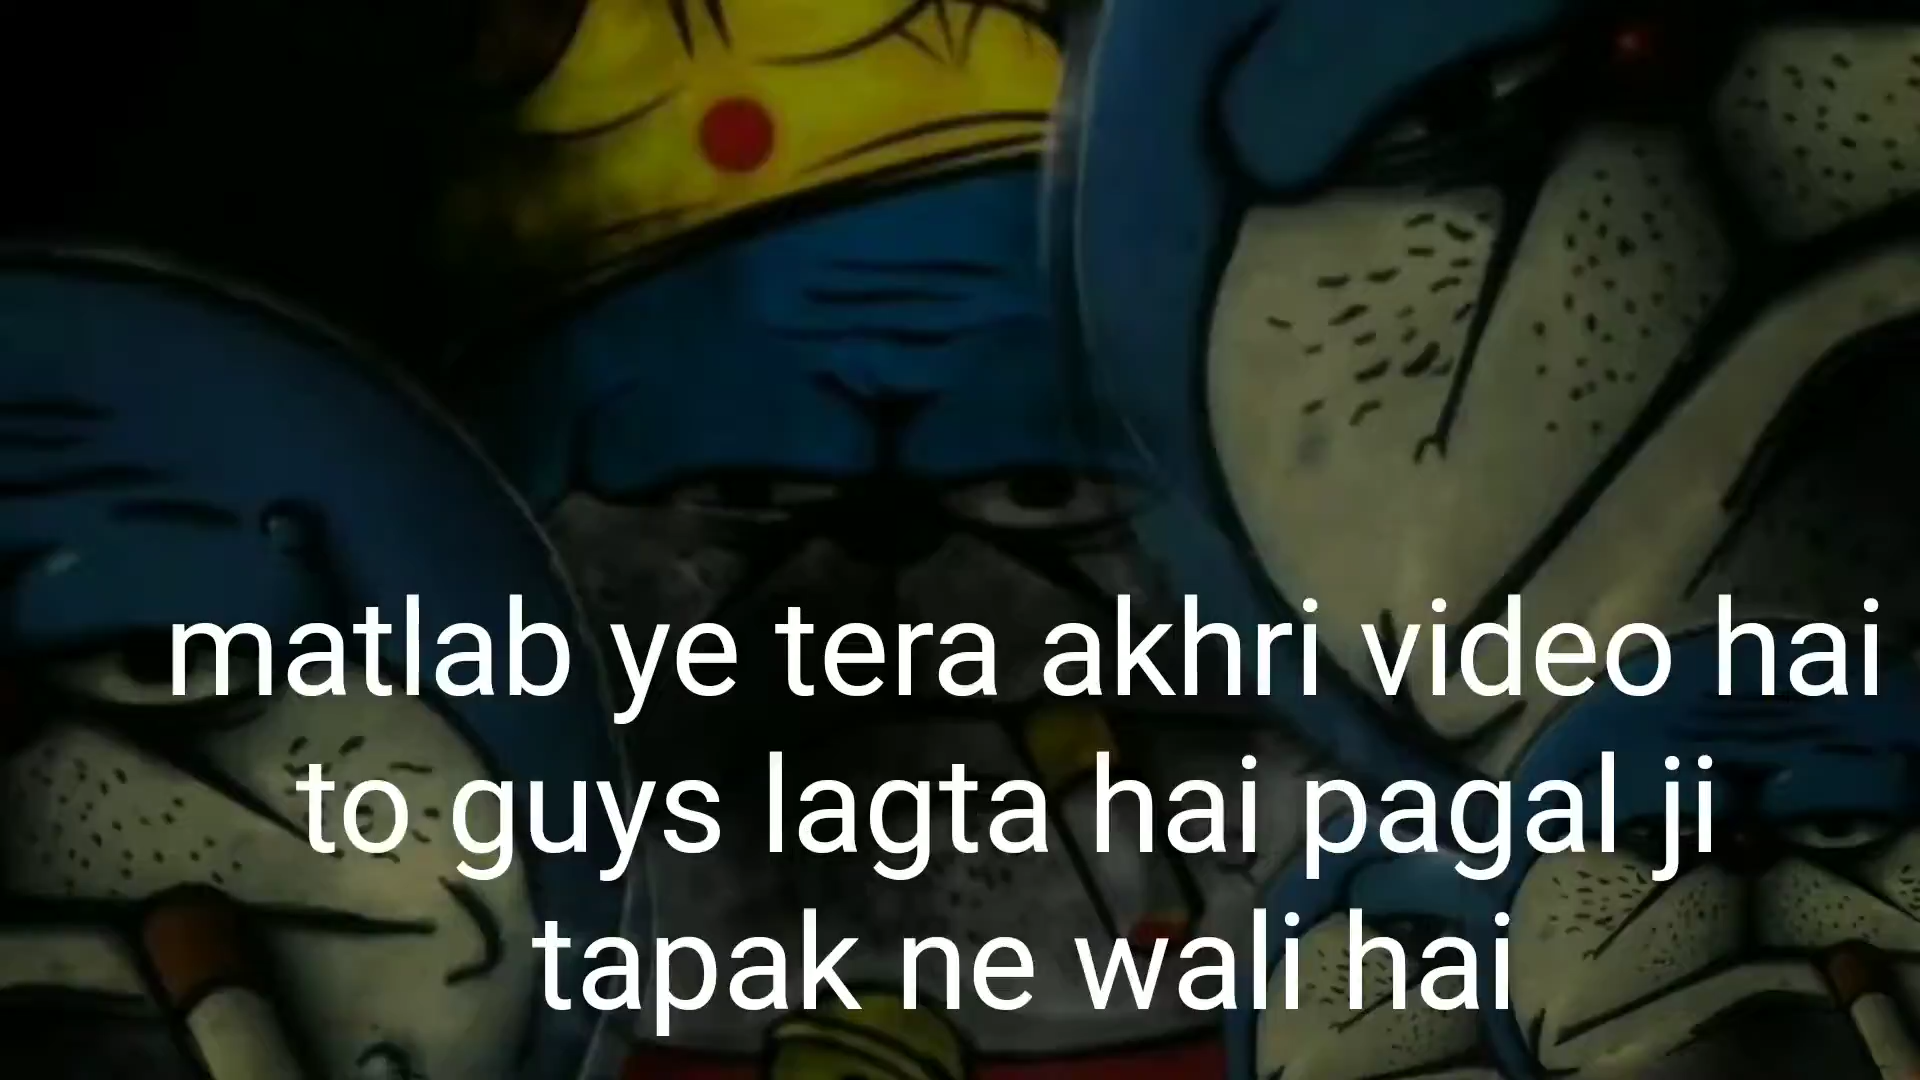 matlab ye tera akhri video hai
to guys lagta hai pagal ji
tapak ne wali hai